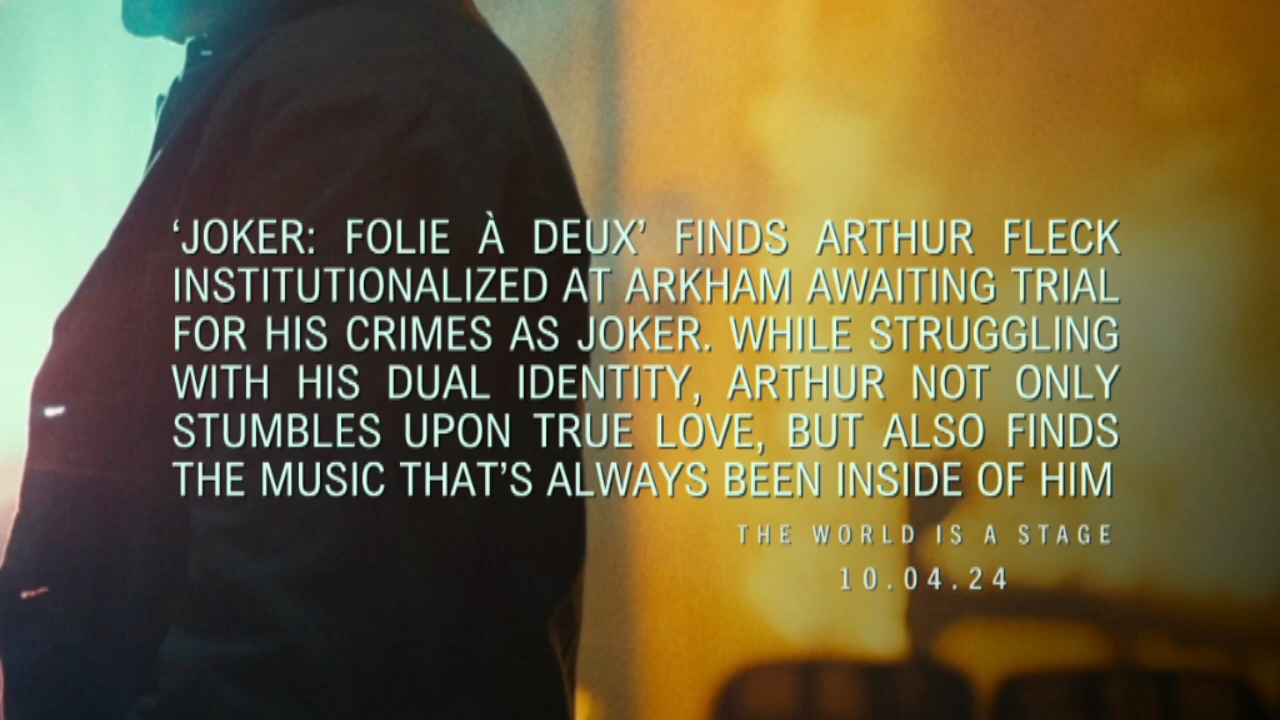 ‘JOKER: FOLIE À DEUX’ FINDS ARTHUR FLECK
INSTITUTIONALIZED AT ARKHAM AWAITING TRIAL
FOR HIS CRIMES AS JOKER. WHILE STRUGGLING
WITH HIS DUAL IDENTITY, ARTHUR NOT ONLY
STUMBLES UPON TRUE LOVE, BUT ALSO FINDS
THE MUSIC THAT’S ALWAYS BEEN INSIDE OF HIM
THE WORLD IS A STAGE
10.04.24